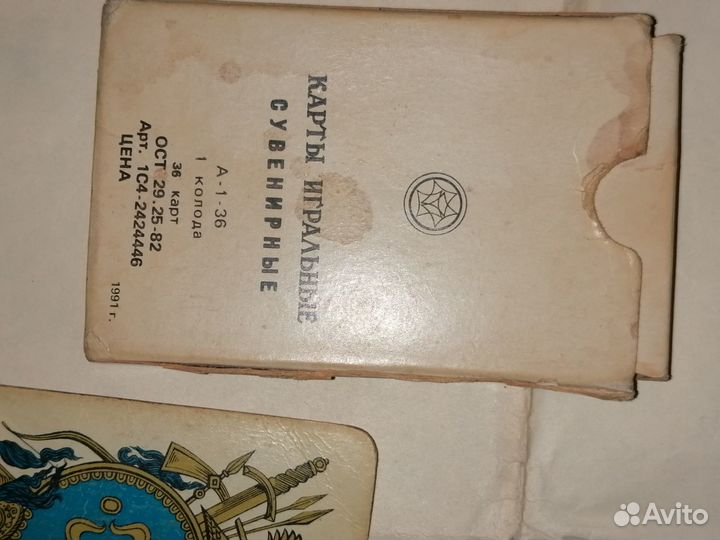 КАРТЫ ИГРАЛЬНЫЕ
СУВЕНИРНЫЕ
А-1-36
1 колода
36 карт
ОСТ 29.25-82
Арт. 1С4-2424446
ЦЕНА
1991 г.
Avito